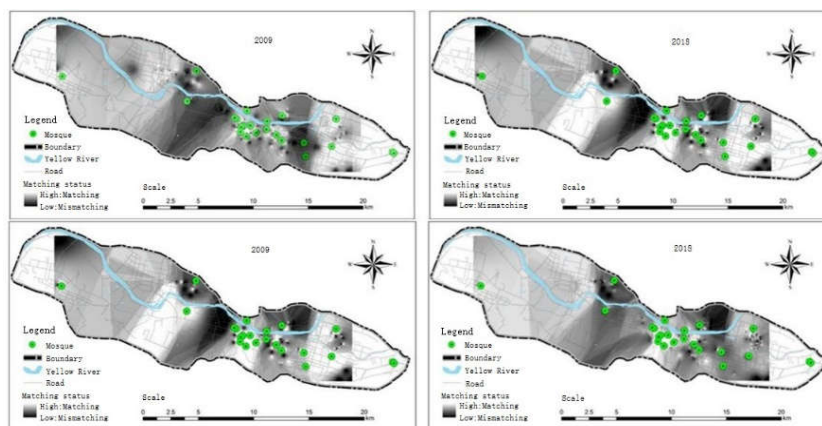 2009
N
W
E
S
Legend
Mosque
Boundary
Yellow River
Road
Matching status
High:Matching
Low:Mismatching
Scale
0 2.5 5 10 15 20
km
2018
N
W
E
S
Legend
Mosque
Boundary
Yellow River
Road
Matching status
High:Matching
Low:Mismatching
Scale
0 2.5 5 10 15 20
km
2009
N
W
E
S
Legend
Mosque
Boundary
Yellow River
Road
Matching status
High:Matching
Low:Mismatching
Scale
0 2.5 5 10 15 20
km
2018
N
W
E
S
Legend
Mosque
Boundary
Yellow River
Road
Matching status
High:Matching
Low:Mismatching
Scale
0 2.5 5 10 15 20
km